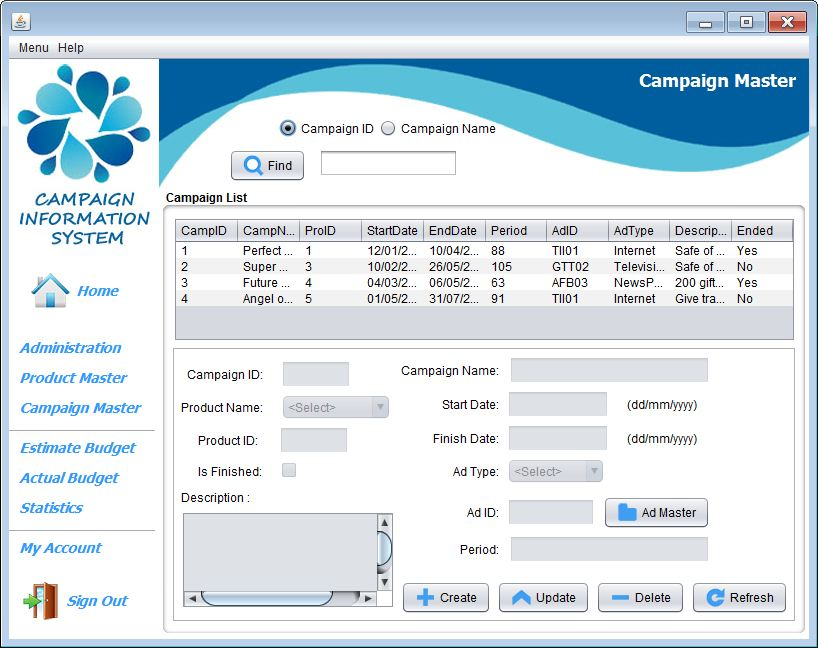 Menu Help
Campaign Master
CAMPAIGN
INFORMATION
SYSTEM
Home
Administration
Product Master
Campaign Master
Estimate Budget
Actual Budget
Statistics
My Account
Sign Out
Campaign ID Campaign Name
Find
Campaign List
CampID CampN... ProID StartDate EndDate Period AdID AdType Descrip... Ended
1 Perfect ... 1 12/01/2... 10/04/2... 88 TII01 Internet Safe of ... Yes
2 Super ... 3 10/02/2... 26/05/2... 105 GTT02 Televisi... Safe of ... No
3 Future ... 4 04/03/2... 06/05/2... 63 AFB03 NewsP... 200 gift... Yes
4 Angel o... 5 01/05/2... 31/07/2... 91 TII01 Internet Give tra... No
Campaign ID: Campaign Name:
Product Name: <Select> Start Date: (dd/mm/yyyy)
Product ID: Finish Date: (dd/mm/yyyy)
Is Finished: Ad Type: <Select>
Description :
Ad ID: Ad Master
Period:
Create Update Delete Refresh